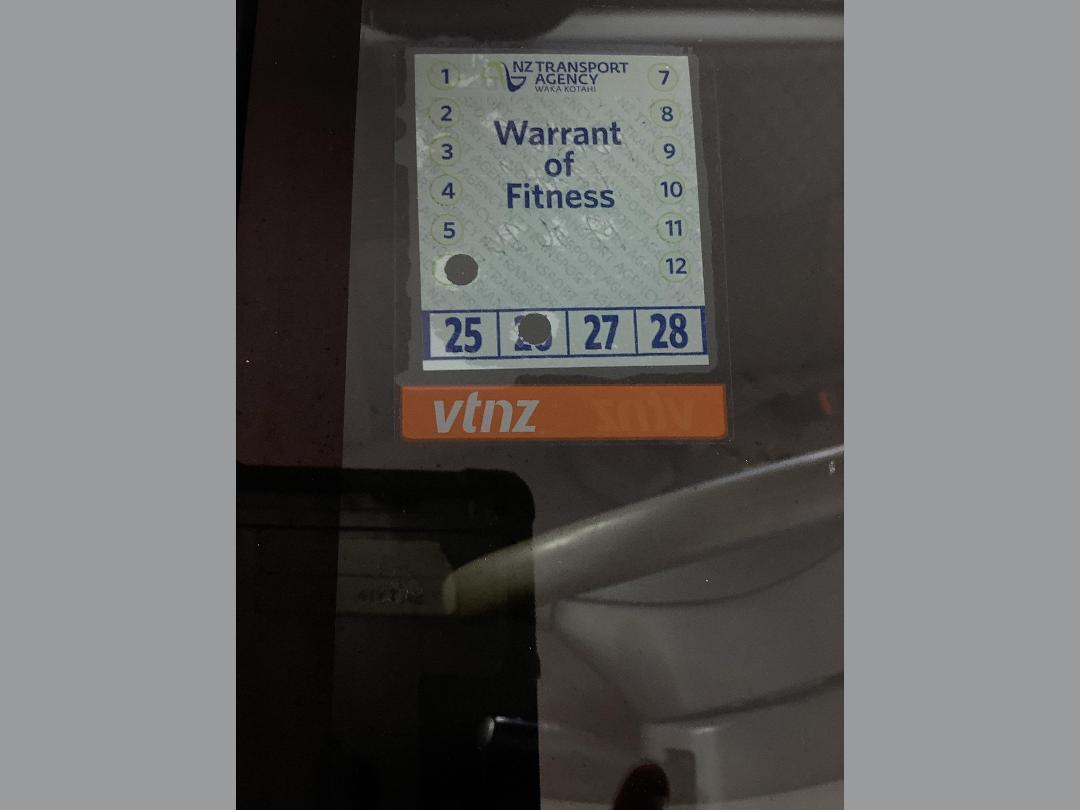 NZ TRANSPORT
AGENCY
WAKA KOTAHI
Warrant
of
Fitness
1
2
3
4
5
7
8
9
10
11
12
25 27 28
vtnz